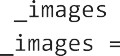 _images
_images =